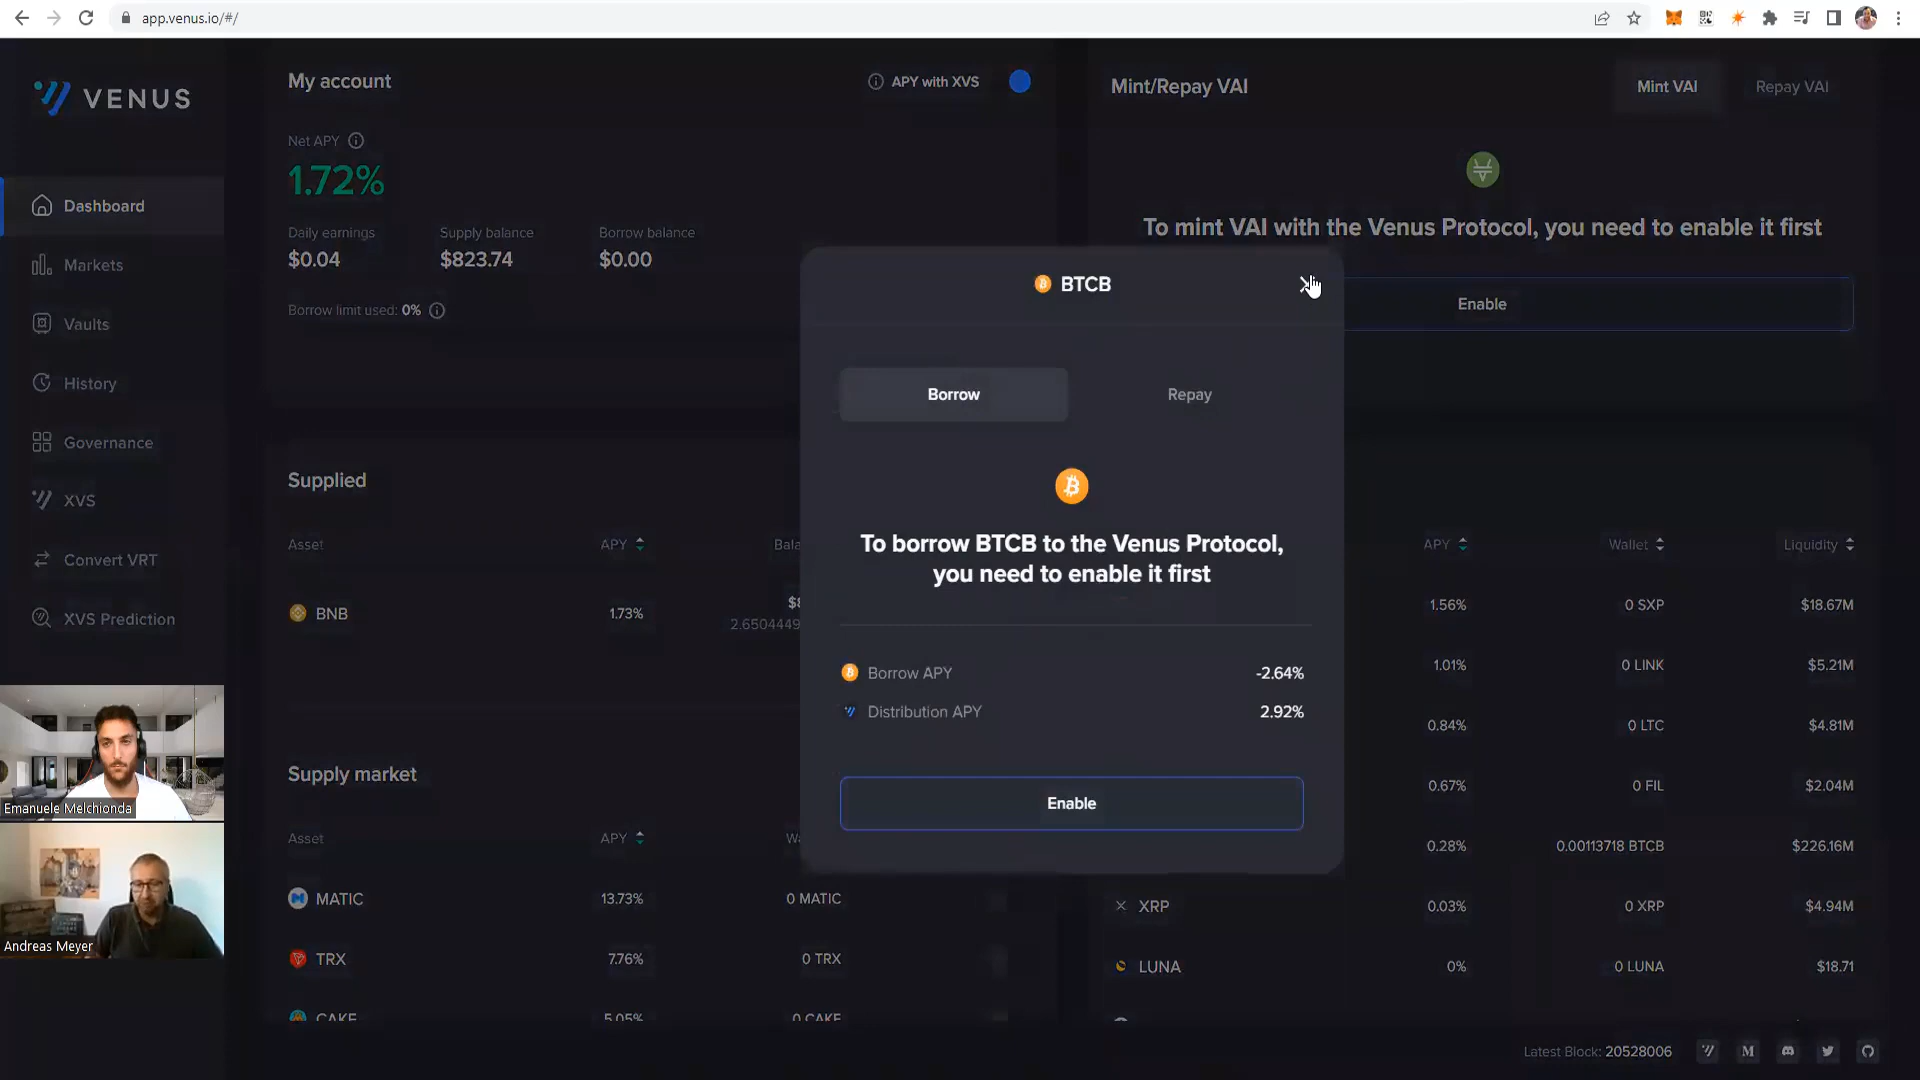 app.venus.io/#/
VENUS
Dashboard
Markets
Vaults
History
Governance
XVS
Convert VRT
XVS Prediction
Emanuele Melchionda
Andreas Meyer
My account
APY with XVS
Net APY
1.72%
Daily earnings
Supply balance
Borrow balance
$0.04
$823.74
$0.00
Borrow limit used: 0%
Mint/Repay VAI
Mint VAI
Repay VAI
To mint VAI with the Venus Protocol, you need to enable it first
Enable
Supplied
Asset
APY
Bala
BNB
1.73%
$8
2.6504449
Supply market
Asset
APY
Wa
MATIC
13.73%
0 MATIC
TRX
7.76%
0 TRX
CAKE
5.05%
0 CAKE
BTCB
Borrow
Repay
To borrow BTCB to the Venus Protocol,
you need to enable it first
Borrow APY
-2.64%
Distribution APY
2.92%
Enable
APY
Wallet
Liquidity
1.56%
0 SXP
$18.67M
1.01%
0 LINK
$5.21M
0.84%
0 LTC
$4.81M
0.67%
0 FIL
$2.04M
0.28%
0.00113718 BTCB
$226.16M
XRP
0.03%
0 XRP
$4.94M
LUNA
0%
0 LUNA
$18.71
Latest Block: 20528006